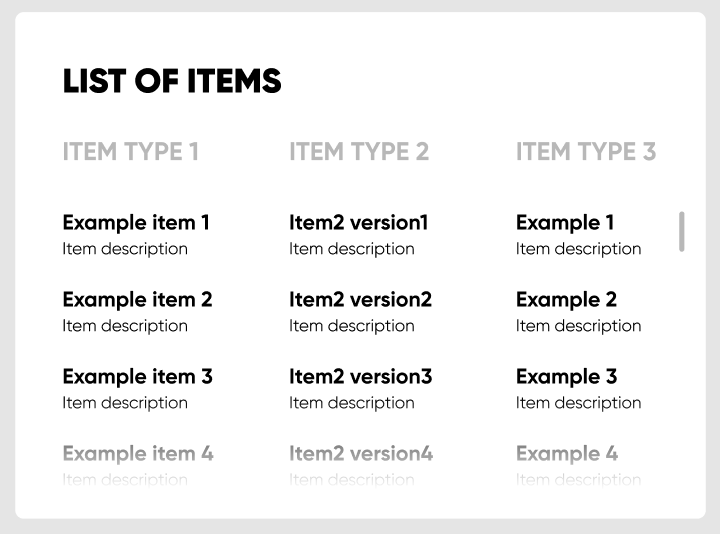 LIST OF ITEMS
ITEM TYPE 1 ITEM TYPE 2 ITEM TYPE 3
Example item 1 Item2 version1 Example 1
Item description Item description Item description
Example item 2 Item2 version2 Example 2
Item description Item description Item description
Example item 3 Item2 version3 Example 3
Item description Item description Item description
Example item 4 Item2 version4 Example 4
Item description Item description Item description